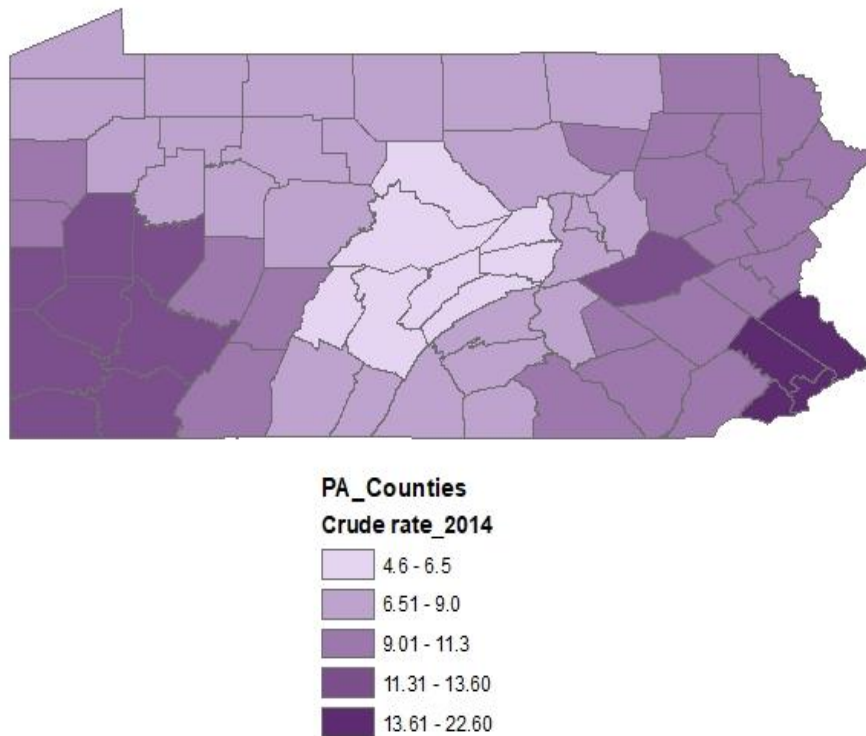 PA_Counties
Crude rate_2014
4.6 - 6.5
6.51 - 9.0
9.01 - 11.3
11.31 - 13.60
13.61 - 22.60